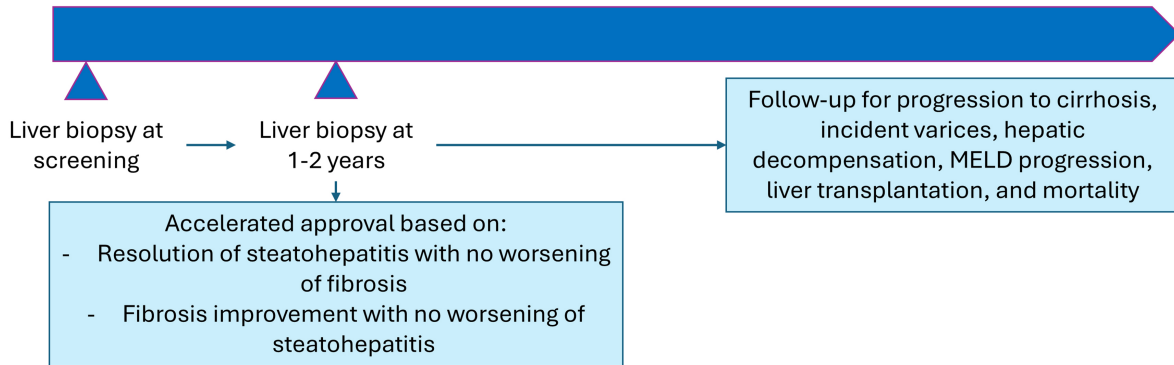 Liver biopsy at
screening
Liver biopsy at
1-2 years
Follow-up for progression to cirrhosis,
incident varices, hepatic
decompensation, MELD progression,
liver transplantation, and mortality
Accelerated approval based on:
- Resolution of steatohepatitis with no worsening
of fibrosis
- Fibrosis improvement with no worsening of
steatohepatitis